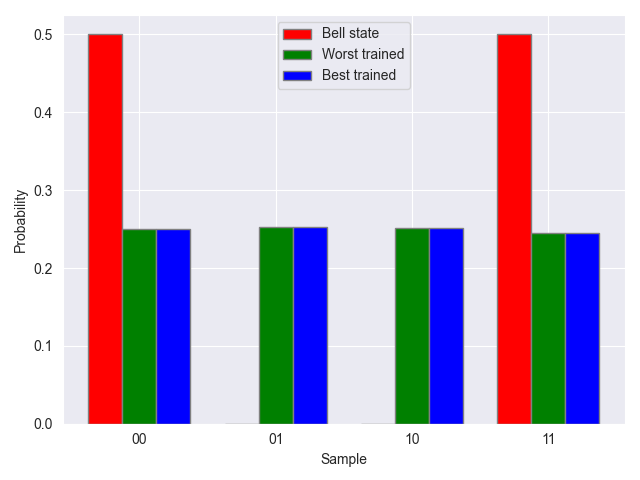 Bell state
Worst trained
Best trained
0.5
0.4
0.3
0.2
0.1
0.0
Probability
00 01 10 11
Sample